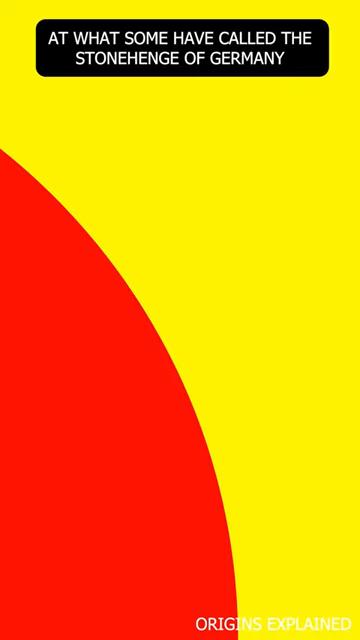 AT WHAT SOME HAVE CALLED THE
STONEHENGE OF GERMANY
ORIGINS EXPLAINED